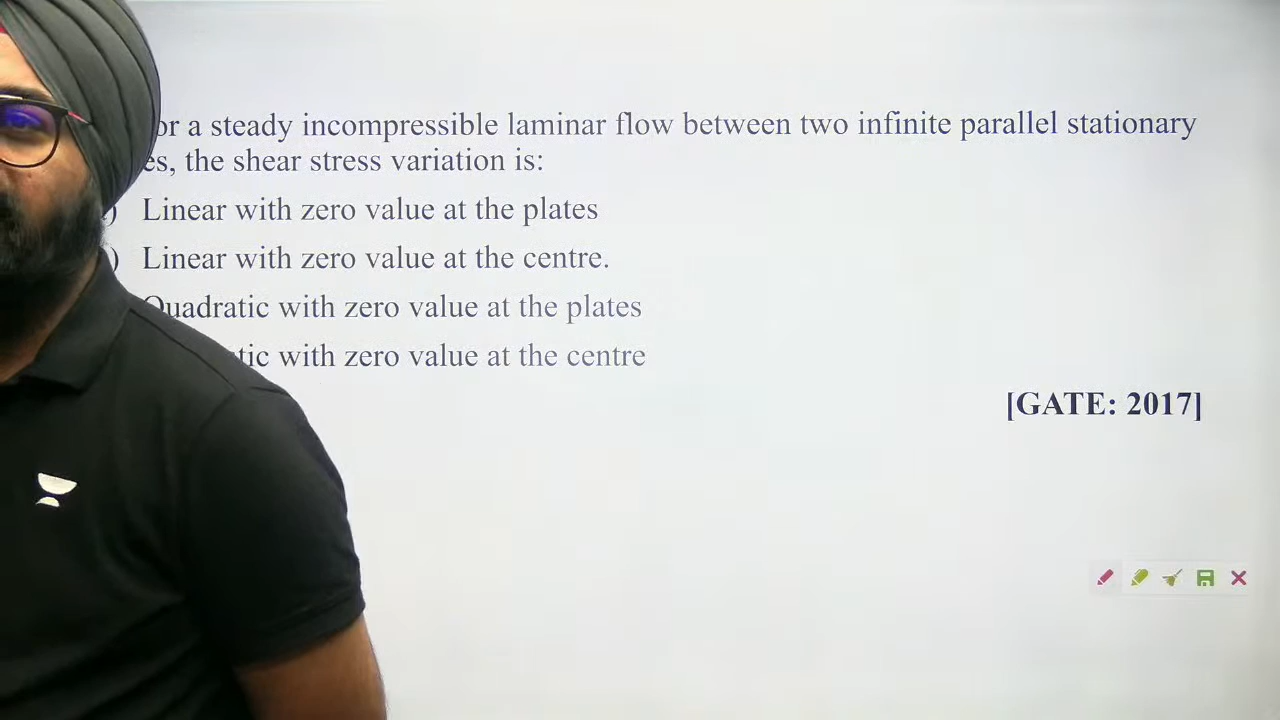 or a steady incompressible laminar flow between two infinite parallel stationary
es, the shear stress variation is:
) Linear with zero value at the plates
) Linear with zero value at the centre.
Quadratic with zero value at the plates
tic with zero value at the centre
[GATE: 2017]